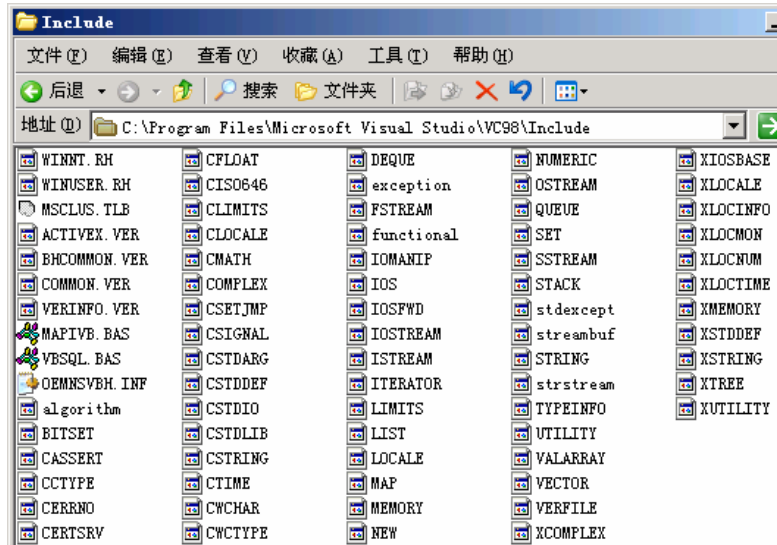 Include
文件(F) 编辑(E) 查看(V) 收藏(A) 工具(T) 帮助(H)
后退 搜索 文件夹
地址(D) C:\Program Files\Microsoft Visual Studio\VC98\Include
WINNT.RH CFLOAT DEQUE NUMERIC XIOSBASE
WINUSER.RH CISO646 exception OSTREAM XLOCALE
MSCLUS.TLB CLIMITS FSTREAM QUEUE XLOCINFO
ACTIVEX.VER CLOCALE functional SET XLOCMON
BHCOMMON.VER CMATH IOMANIP SSTREAM XLOCNUM
COMMON.VER COMPLEX IOS STACK XLOCTIME
VERINFO.VER CSETJMP IOSFWD stdexcept XMEMORY
MAPIVB.BAS CSIGNAL IOSTREAM streambuf XSTDDEF
VBSQL.BAS CSTDARG ISTREAM STRING XSTRING
OEMNSVBH.INF CSTDDEF ITERATOR strstream XTREE
algorithm CSTDIO LIMITS TYPEINFO XUTILITY
BITSET CSTDLIB LIST UTILITY
CASSERT CSTRING LOCALE VALARRAY
CCTYPE CTIME MAP VECTOR
CERRNO CWCHAR MEMORY VERFILE
CERTSRV CWCTYPE NEW XCOMPLEX